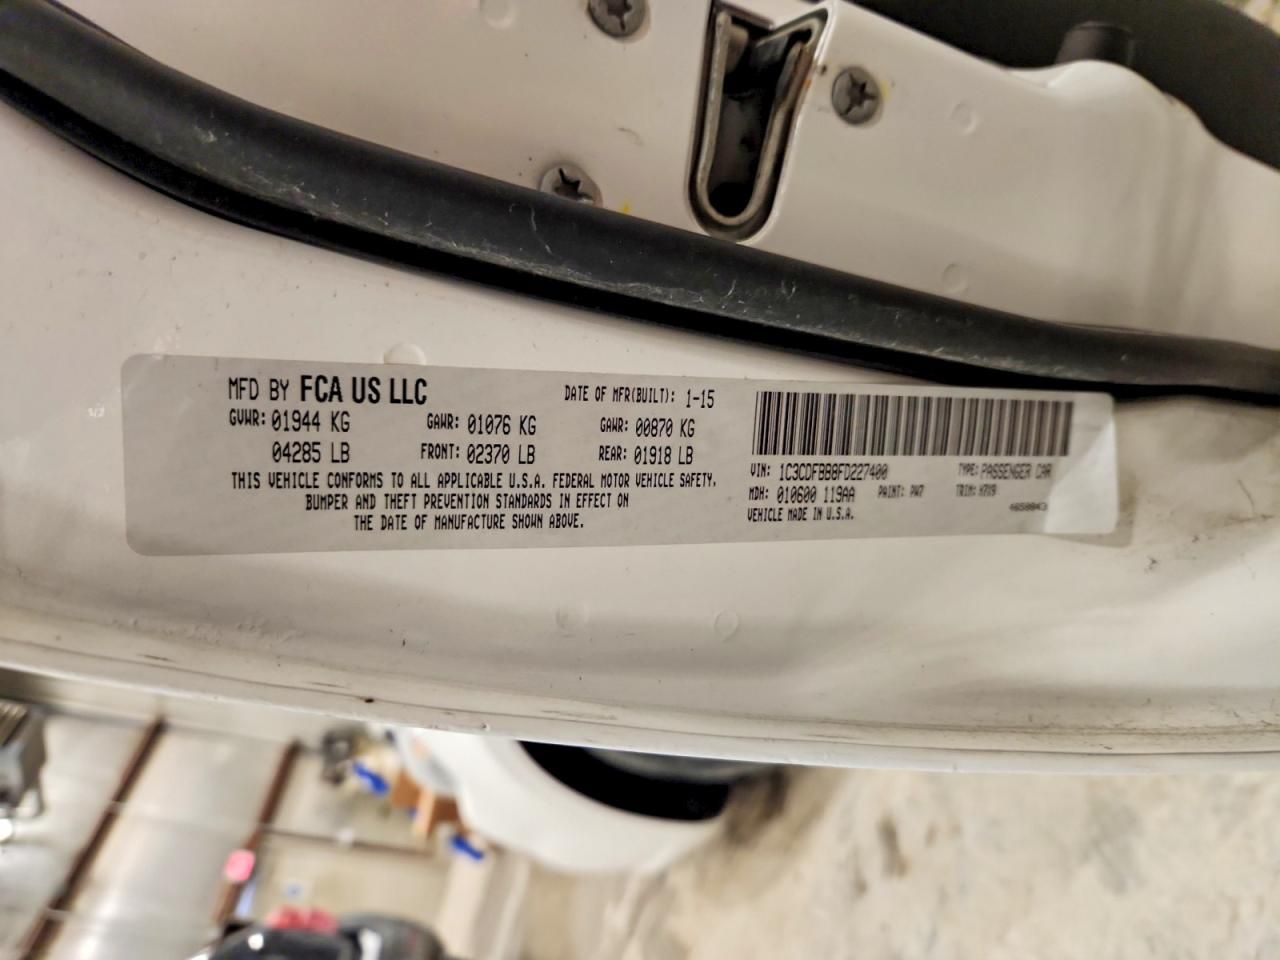 MFD BY FCA US LLC DATE OF MFR(BUILT): 1-15
GVWR: 01944 KG GAWR: 01076 KG GAWR: 00870 KG
04285 LB FRONT: 02370 LB REAR: 01918 LB
THIS VEHICLE CONFORMS TO ALL APPLICABLE U.S.A. FEDERAL MOTOR VEHICLE SAFETY,
BUMPER AND THEFT PREVENTION STANDARDS IN EFFECT ON
THE DATE OF MANUFACTURE SHOWN ABOVE.
VIN: 1C3CDFBB8FD227400 TYPE: PASSENGER CAR
MDH: 010600 119AA PAINT: PW7 TRIM: H7X9
VEHICLE MADE IN U.S.A. 4658843